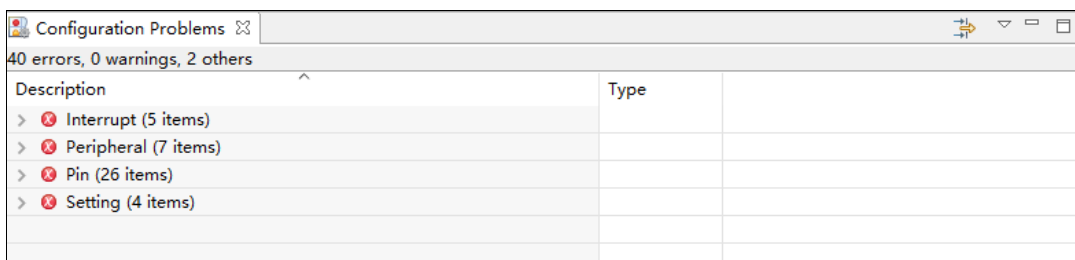 Configuration Problems
40 errors, 0 warnings, 2 others
Description Type
Interrupt (5 items)
Peripheral (7 items)
Pin (26 items)
Setting (4 items)